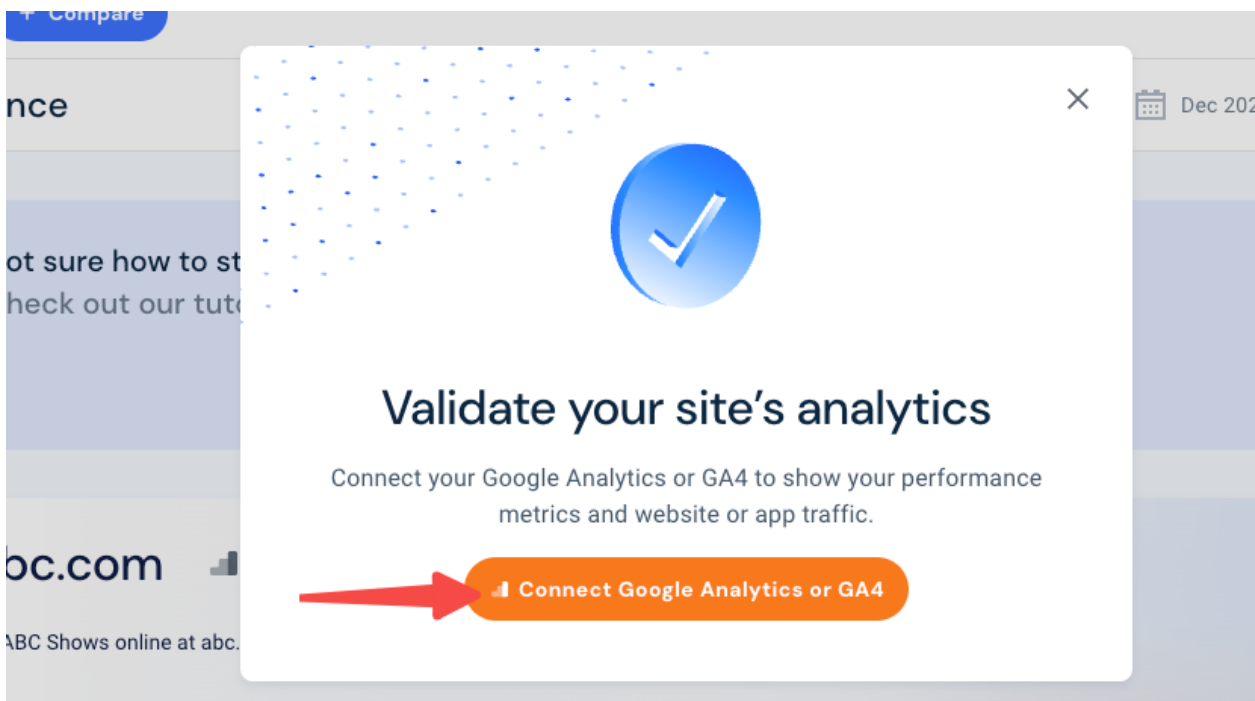 + Compare
nce
Dec 202
ot sure how to st
heck out our tuto
Validate your site's analytics
Connect your Google Analytics or GA4 to show your performance
metrics and website or app traffic.
bc.com
Connect Google Analytics or GA4
ABC Shows online at abc.